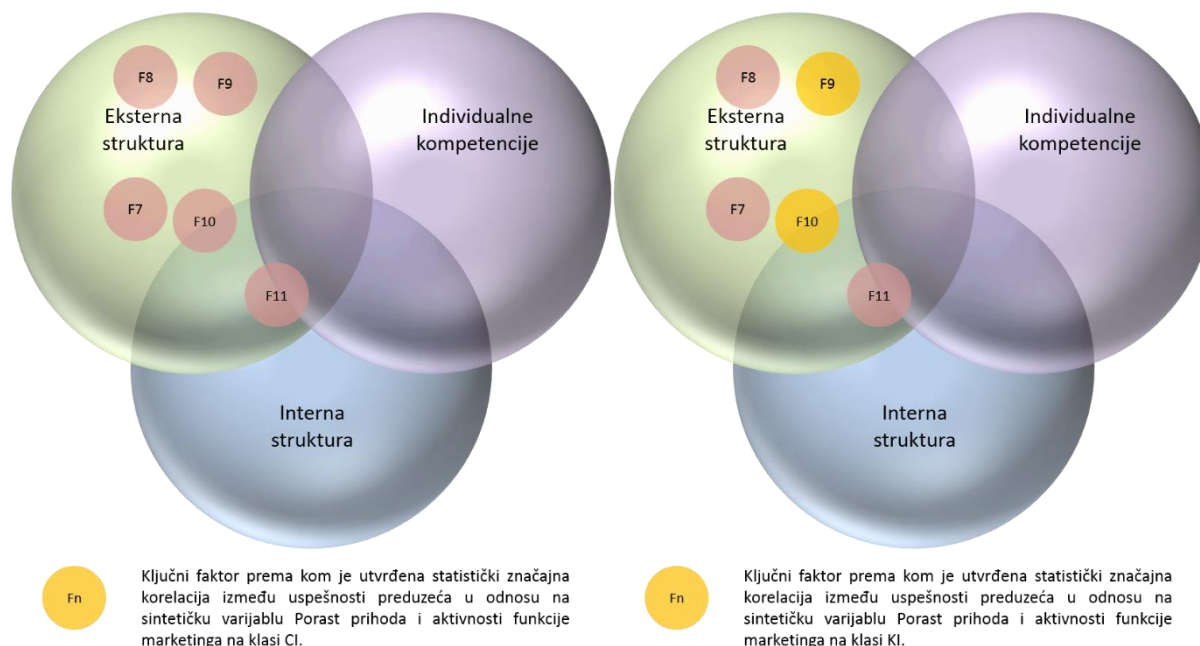 F8
F9
Eksterna
struktura
Individualne
kompetencije
F7
F10
F11
Interna
struktura
Fn
Ključni faktor prema kom je utvrđena statistički značajna
korelacija između uspešnosti preduzeća u odnosu na
sintetičku varijablu Porast prihoda i aktivnosti funkcije
marketinga na klasi CI.
F8
F9
Eksterna
struktura
Individualne
kompetencije
F7
F10
F11
Interna
struktura
Fn
Ključni faktor prema kom je utvrđena statistički značajna
korelacija između uspešnosti preduzeća u odnosu na
sintetičku varijablu Porast prihoda i aktivnosti funkcije
marketinga na klasi KI.